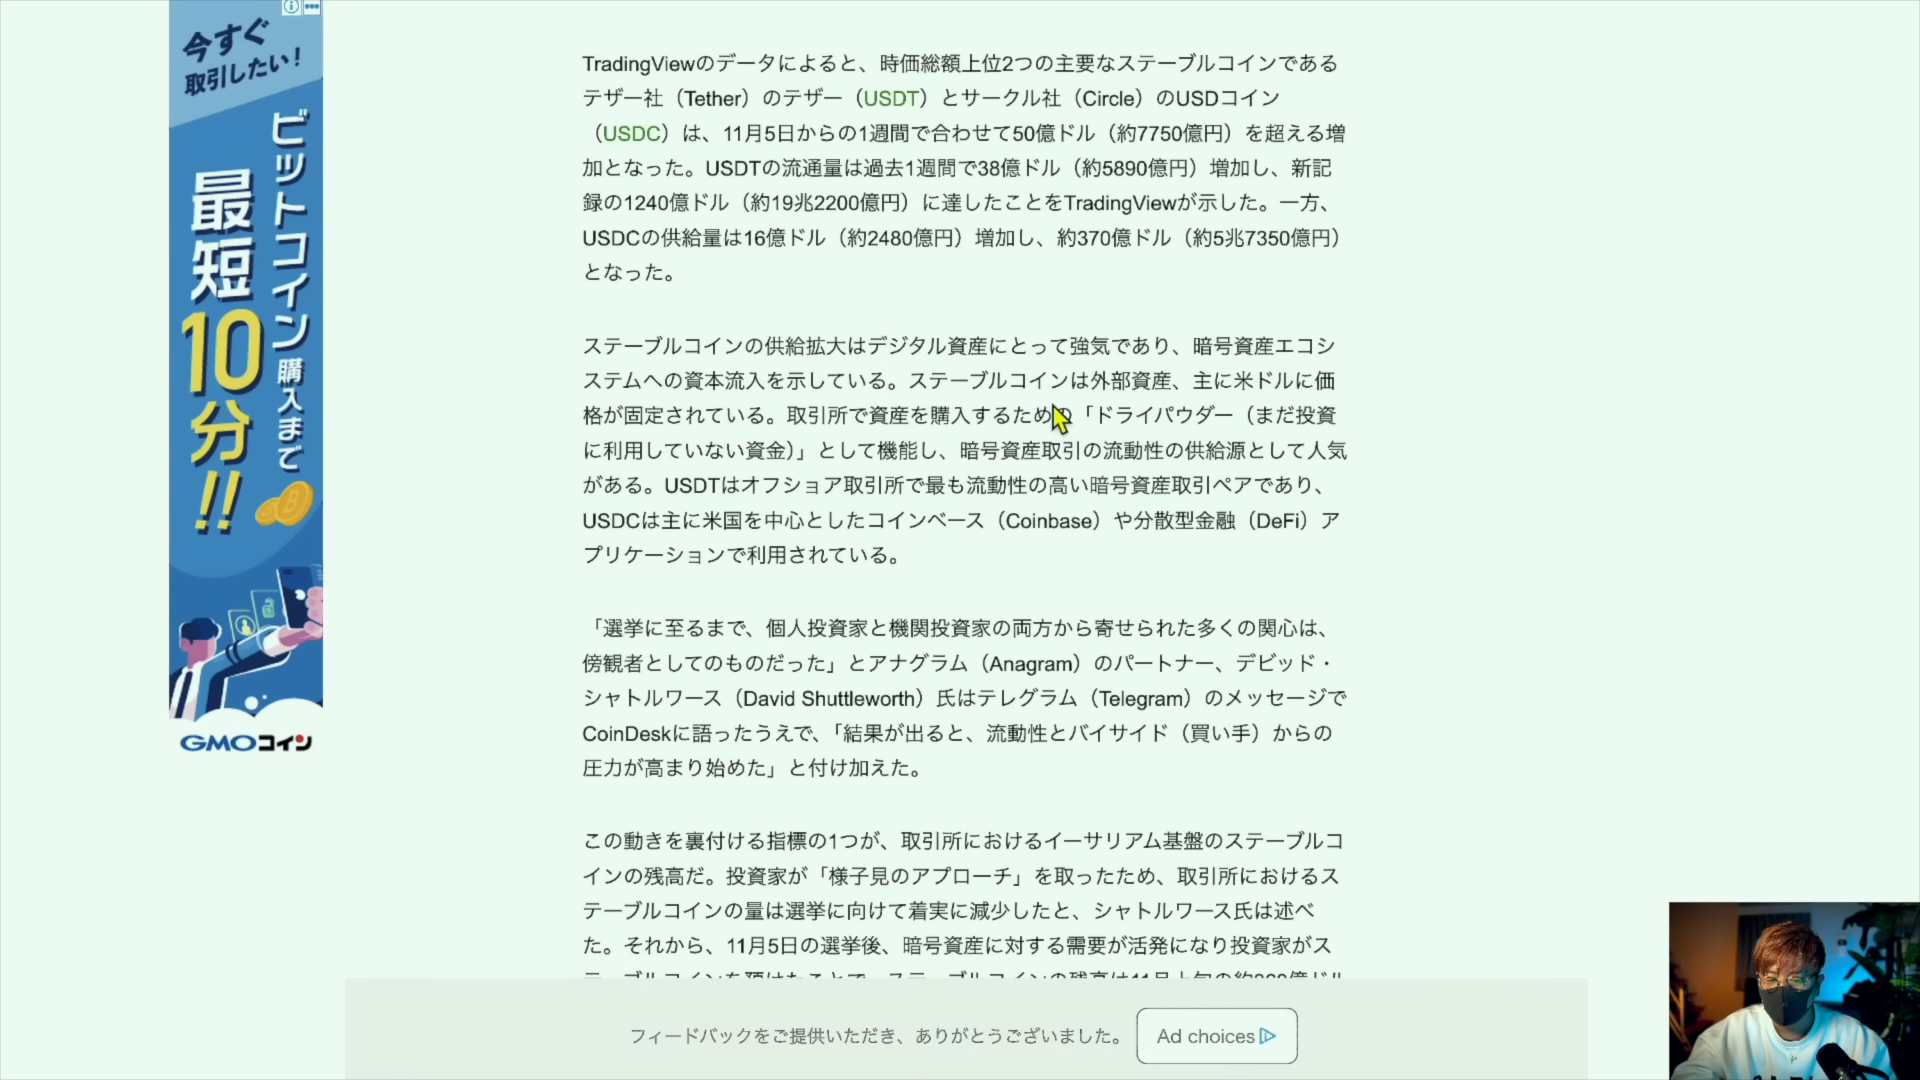 今すぐ
取引したい!
ビットコイン購入まで
最短
10
分!!
GMOコイン
TradingViewのデータによると、時価総額上位2つの主要なステーブルコインである
テザー社（Tether）のテザー（USDT）とサークル社（Circle）のUSDコイン
（USDC）は、11月5日からの1週間で合わせて50億ドル（約7750億円）を超える増
加となった。USDTの流通量は過去1週間で38億ドル（約5890億円）増加し、新記
録の1240億ドル（約19兆2200億円）に達したことをTradingViewが示した。一方、
USDCの供給量は16億ドル（約2480億円）増加し、約370億ドル（約5兆7350億円）
となった。
ステーブルコインの供給拡大はデジタル資産にとって強気であり、暗号資産エコシ
ステムへの資本流入を示している。ステーブルコインは外部資産、主に米ドルに価
格が固定されている。取引所で資産を購入するための「ドライパウダー（まだ投資
に利用していない資金）」として機能し、暗号資産取引の流動性の供給源として人気
がある。USDTはオフショア取引所で最も流動性の高い暗号資産取引ペアであり、
USDCは主に米国を中心としたコインベース（Coinbase）や分散型金融（DeFi）ア
プリケーションで利用されている。
「選挙に至るまで、個人投資家と機関投資家の両方から寄せられた多くの関心は、
傍観者としてのものだった」とアナグラム（Anagram）のパートナー、デビッド・
シャトルワース（David Shuttleworth）氏はテレグラム（Telegram）のメッセージで
CoinDeskに語ったうえで、「結果が出ると、流動性とバイサイド（買い手）からの
圧力が高まり始めた」と付け加えた。
この動きを裏付ける指標の1つが、取引所におけるイーサリアム基盤のステーブルコ
インの残高だ。投資家が「様子見のアプローチ」を取ったため、取引所におけるス
テーブルコインの量は選挙に向けて着実に減少したと、シャトルワース氏は述べ
た。それから、11月5日の選挙後、暗号資産に対する需要が活発になり投資家がス
フィードバックをご提供いただき、ありがとうございました。
Ad choices